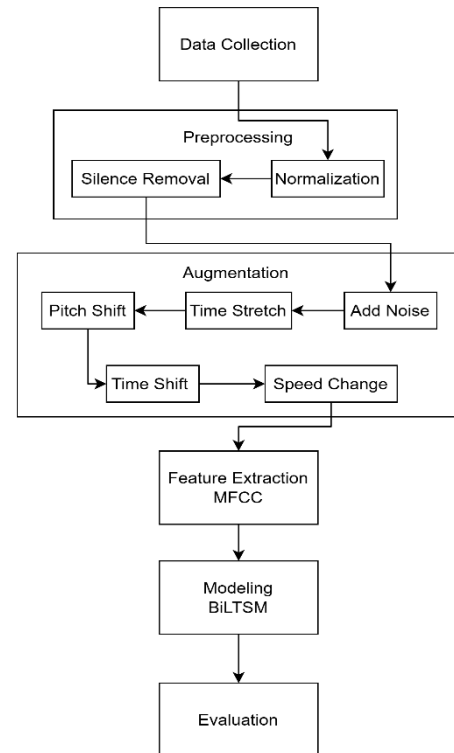 Data Collection
Preprocessing
Silence Removal
Normalization
Augmentation
Pitch Shift
Time Stretch
Add Noise
Time Shift
Speed Change
Feature Extraction
MFCC
Modeling
BiLTSM
Evaluation